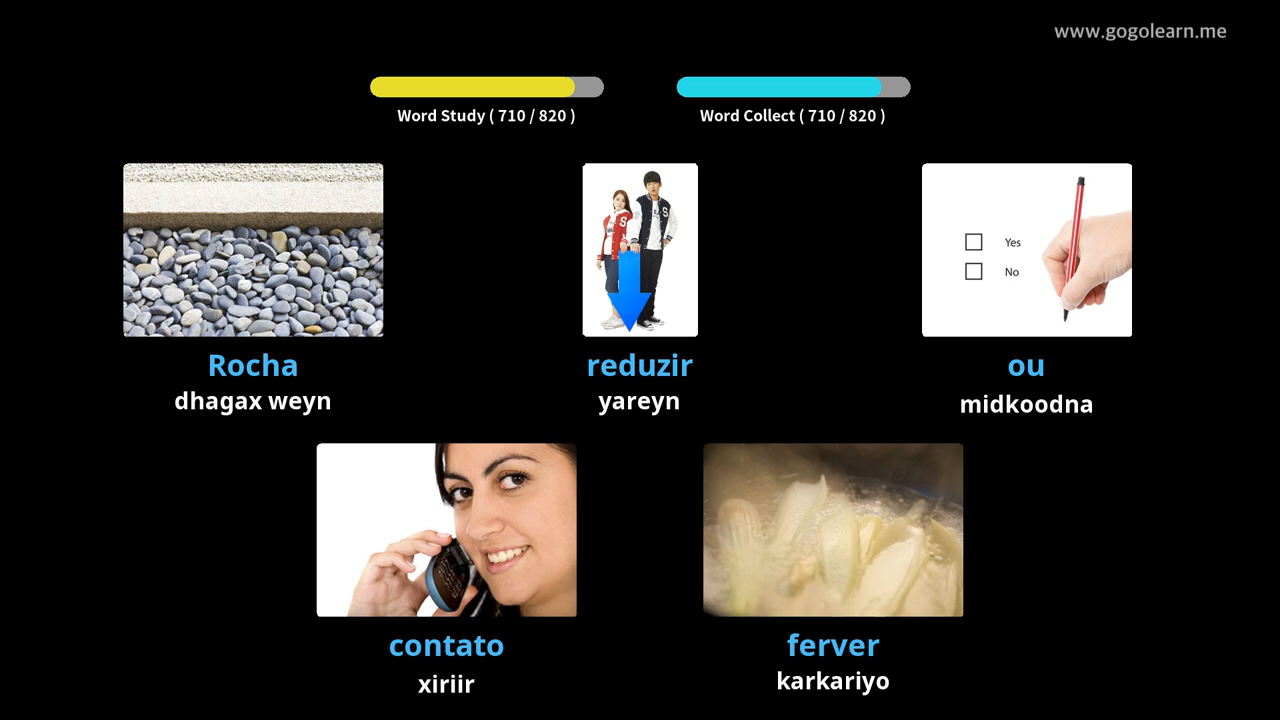 www.gogolearn.me
Word Study ( 710 / 820 )
Word Collect ( 710 / 820 )
S
S
Yes
No
Rocha
dhagax weyn
reduzir
yareyn
ou
midkoodna
contato
xiriir
ferver
karkariyo